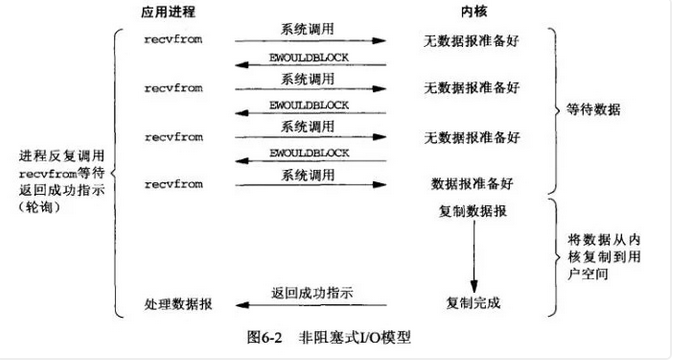 应用进程 内核
recvfrom 系统调用 无数据报准备好
EWOULDBLOCK
recvfrom 系统调用 无数据报准备好
EWOULDBLOCK
recvfrom 系统调用 无数据报准备好
EWOULDBLOCK
recvfrom 系统调用 数据报准备好
等待数据
进程反复调用
recvfrom等待
返回成功指示
(轮询)
复制数据报
将数据从内
核复制到用
户空间
处理数据报 返回成功指示 复制完成
图6-2 非阻塞式I/O模型